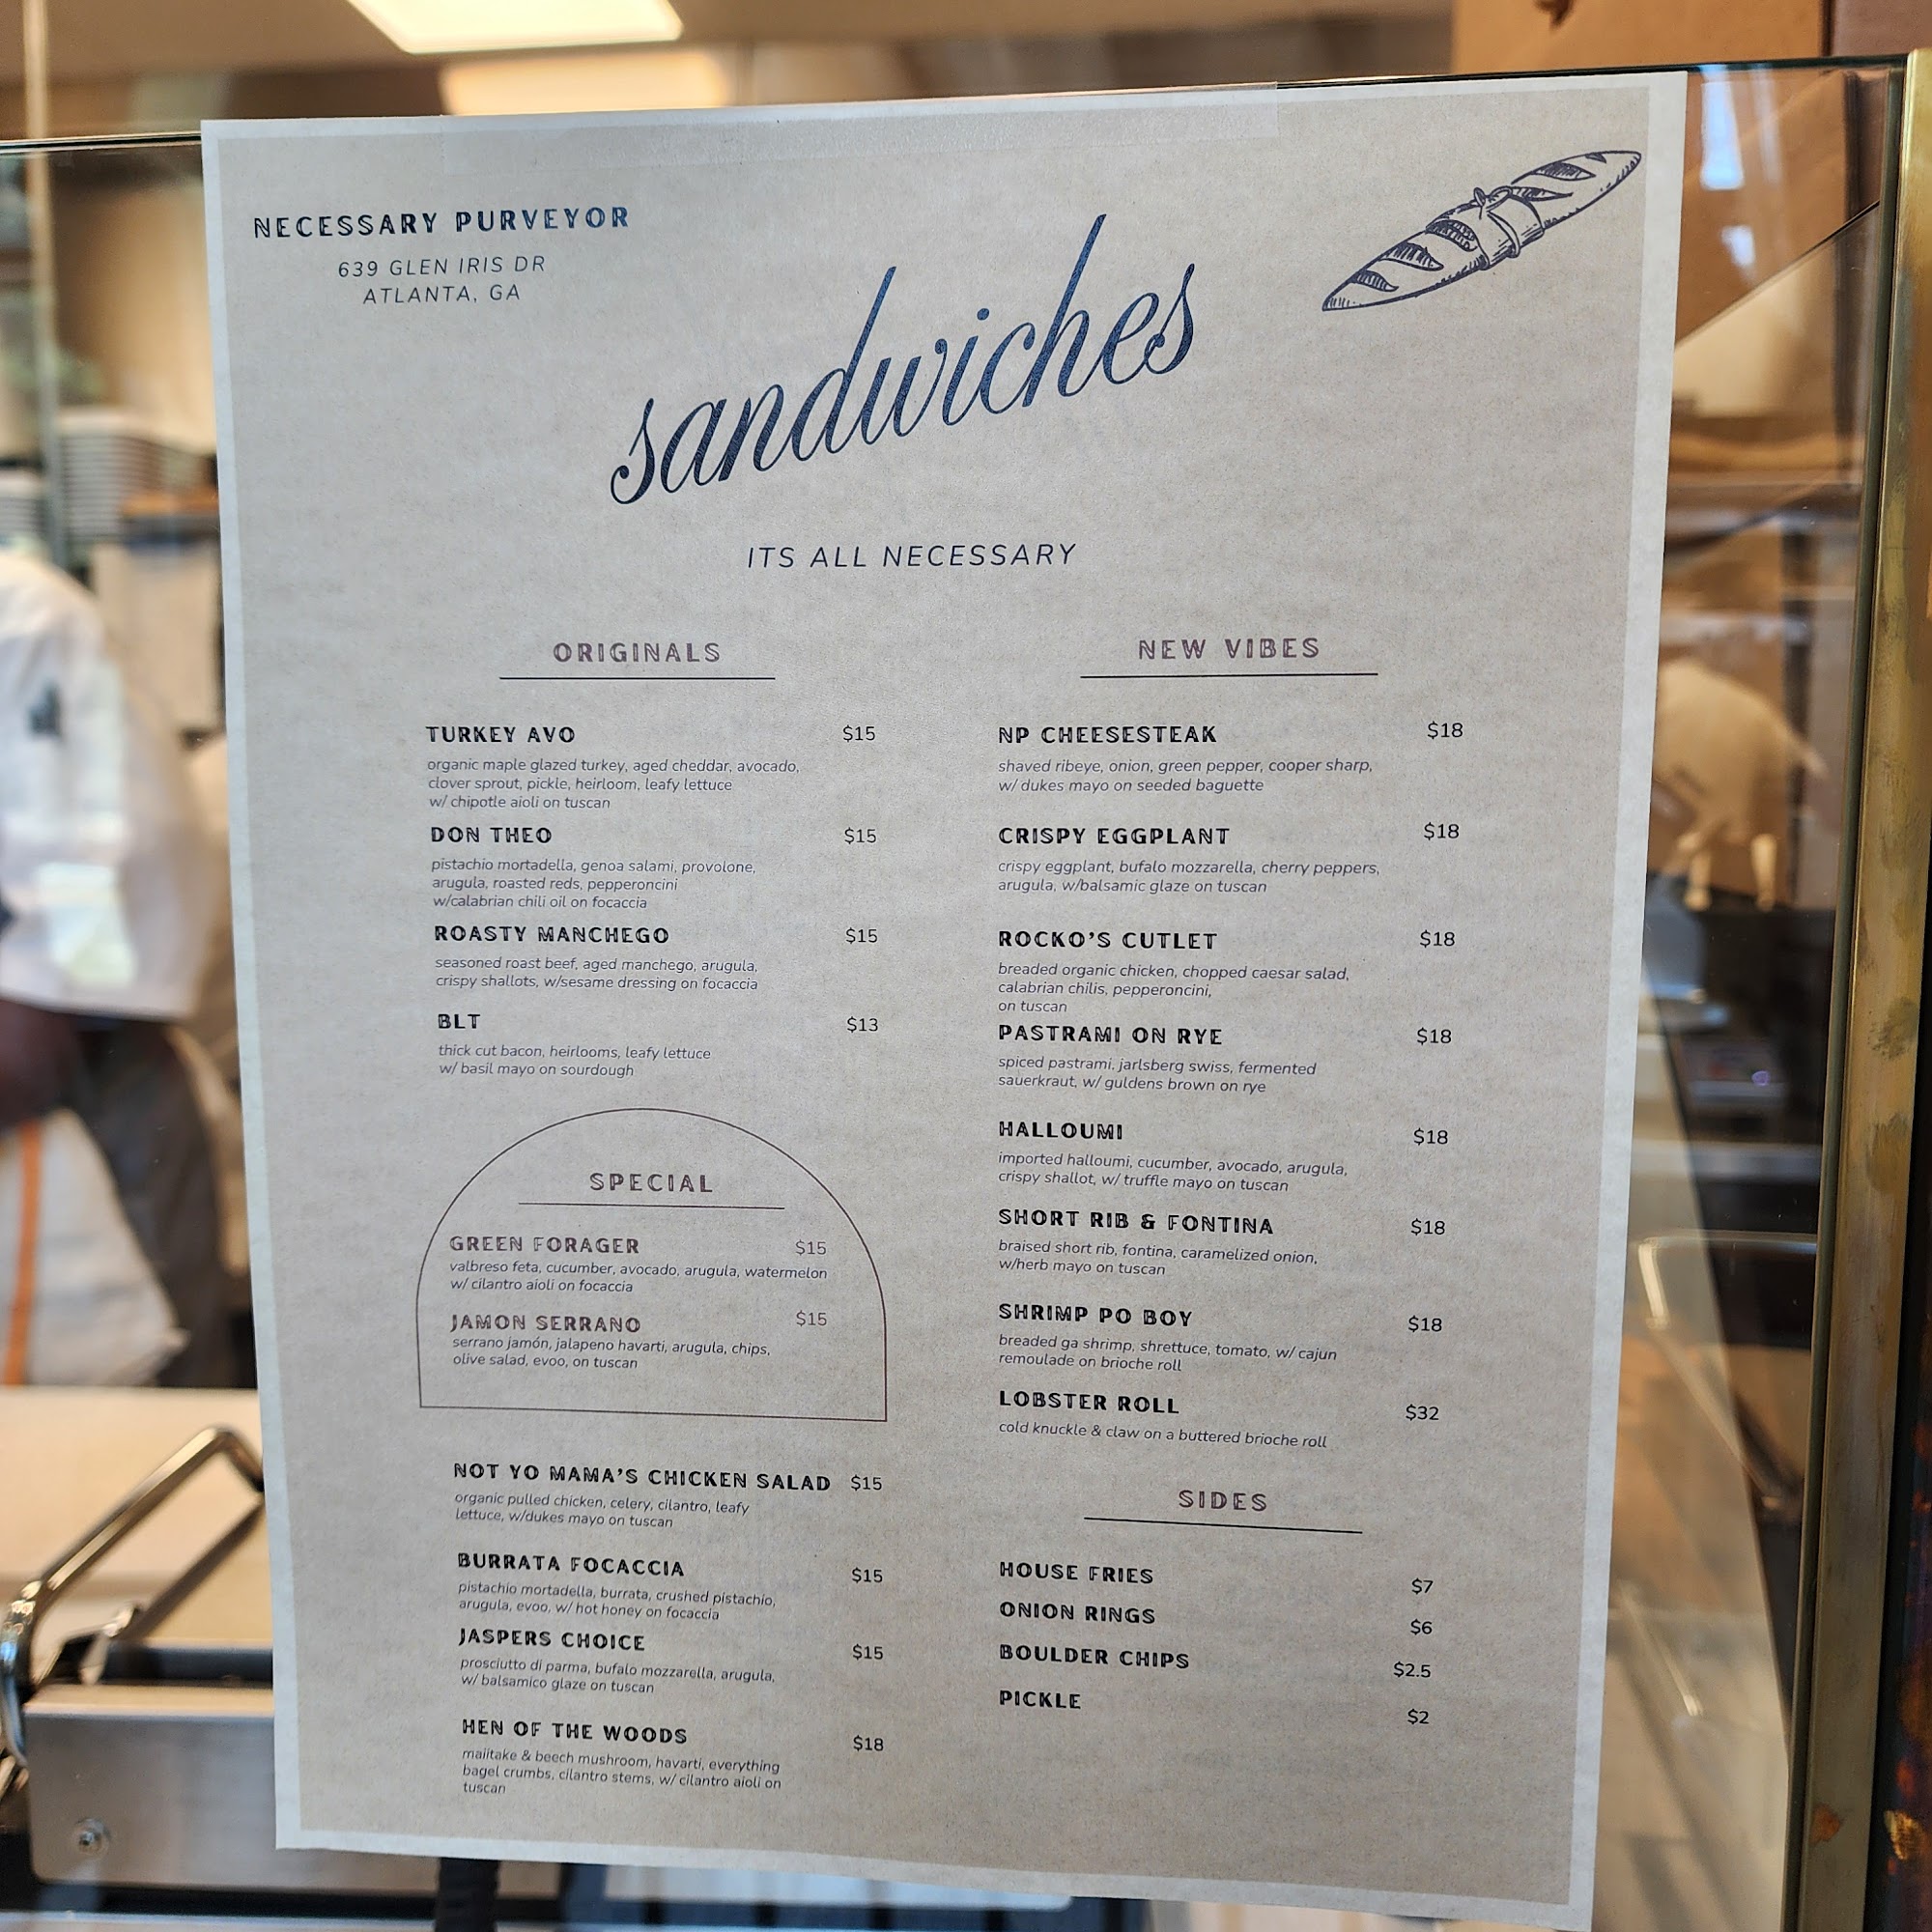 NECESSARY PURVEYOR
639 GLEN IRIS DR
ATLANTA, GA
sandwiches
ITS ALL NECESSARY
ORIGINALS
TURKEY AVO $15
organic maple glazed turkey, aged cheddar, avocado,
clover sprout, pickle, heirloom, leafy lettuce
w/ chipotle aioli on tuscan
DON THEO $15
pistachio mortadella, genoa salami, provolone,
arugula, roasted reds, pepperoncini
w/calabrian chili oil on focaccia
ROASTY MANCHEGO $15
seasoned roast beef, aged manchego, arugula,
crispy shallots, w/sesame dressing on focaccia
BLT $13
thick cut bacon, heirlooms, leafy lettuce
w/ basil mayo on sourdough
SPECIAL
GREEN FORAGER $15
valbreso feta, cucumber, avocado, arugula, watermelon
w/ cilantro aioli on focaccia
JAMON SERRANO $15
serrano jamón, jalapeno havarti, arugula, chips,
olive salad, evoo, on tuscan
NOT YO MAMA'S CHICKEN SALAD $15
organic pulled chicken, celery, cilantro, leafy
lettuce, w/dukes mayo on tuscan
BURRATA FOCACCIA $15
pistachio mortadella, burrata, crushed pistachio,
arugula, evoo, w/ hot honey on focaccia
JASPERS CHOICE $15
prosciutto di parma, bufalo mozzarella, arugula,
w/ balsamico glaze on tuscan
HEN OF THE WOODS $18
maiitake & beech mushroom, havarti, everything
bagel crumbs, cilantro stems, w/ cilantro aioli on
tuscan
NEW VIBES
NP CHEESESTEAK $18
shaved ribeye, onion, green pepper, cooper sharp,
w/ dukes mayo on seeded baguette
CRISPY EGGPLANT $18
crispy eggplant, bufalo mozzarella, cherry peppers,
arugula, w/balsamic glaze on tuscan
ROCKO'S CUTLET $18
breaded organic chicken, chopped caesar salad,
calabrian chilis, pepperoncini,
on tuscan
PASTRAMI ON RYE $18
spiced pastrami, jarlsberg swiss, fermented
sauerkraut, w/ guldens brown on rye
HALLOUMI $18
imported halloumi, cucumber, avocado, arugula,
crispy shallot, w/ truffle mayo on tuscan
SHORT RIB & FONTINA $18
braised short rib, fontina, caramelized onion,
w/herb mayo on tuscan
SHRIMP PO BOY $18
breaded ga shrimp, shrettuce, tomato, w/ cajun
remoulade on brioche roll
LOBSTER ROLL $32
cold knuckle & claw on a buttered brioche roll
SIDES
HOUSE FRIES $7
ONION RINGS $6
BOULDER CHIPS $2.5
PICKLE $2